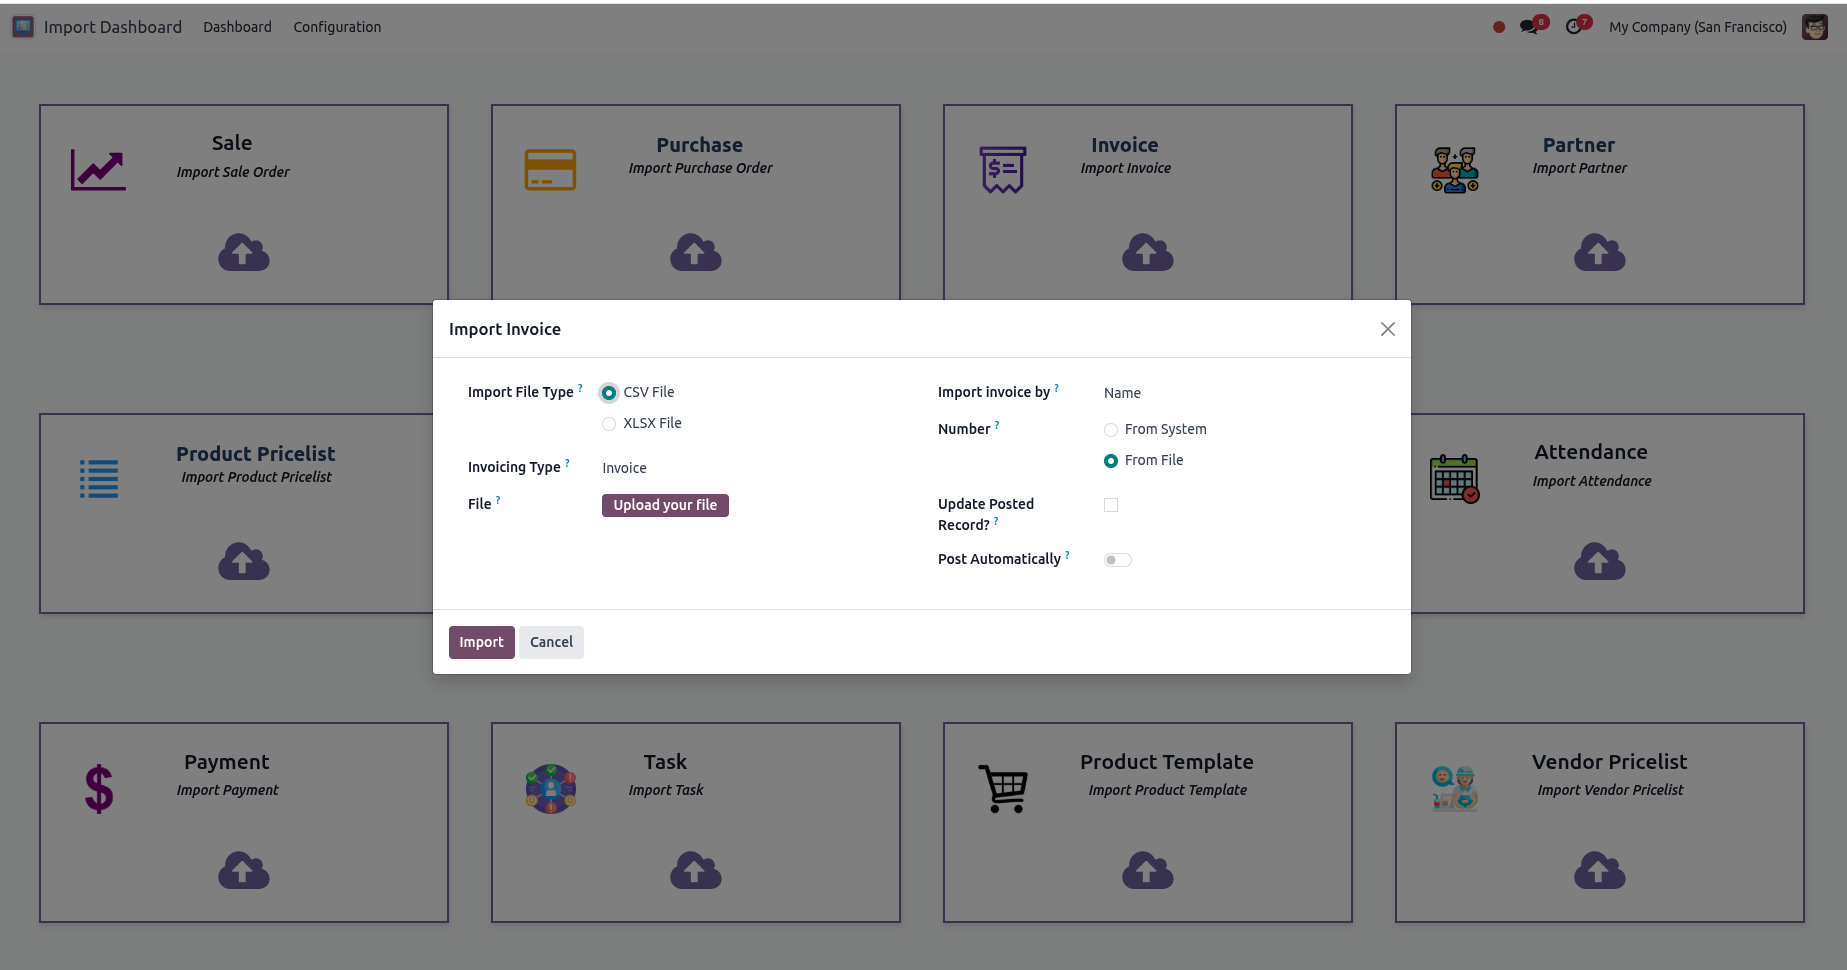 Import Dashboard Dashboard Configuration 8 7 My Company (San Francisco)
Sale
Import Sale Order
Purchase
Import Purchase Order
Invoice
Import Invoice
Partner
Import Partner
Import Invoice
Import File Type ? CSV File
XLSX File
Invoicing Type ? Invoice
File ? Upload your file
Import invoice by ? Name
Number ? From System
From File
Update Posted
Record? ?
Post Automatically ?
Import Cancel
Product Pricelist
Import Product Pricelist
Attendance
Import Attendance
Payment
Import Payment
Task
Import Task
Product Template
Import Product Template
Vendor Pricelist
Import Vendor Pricelist